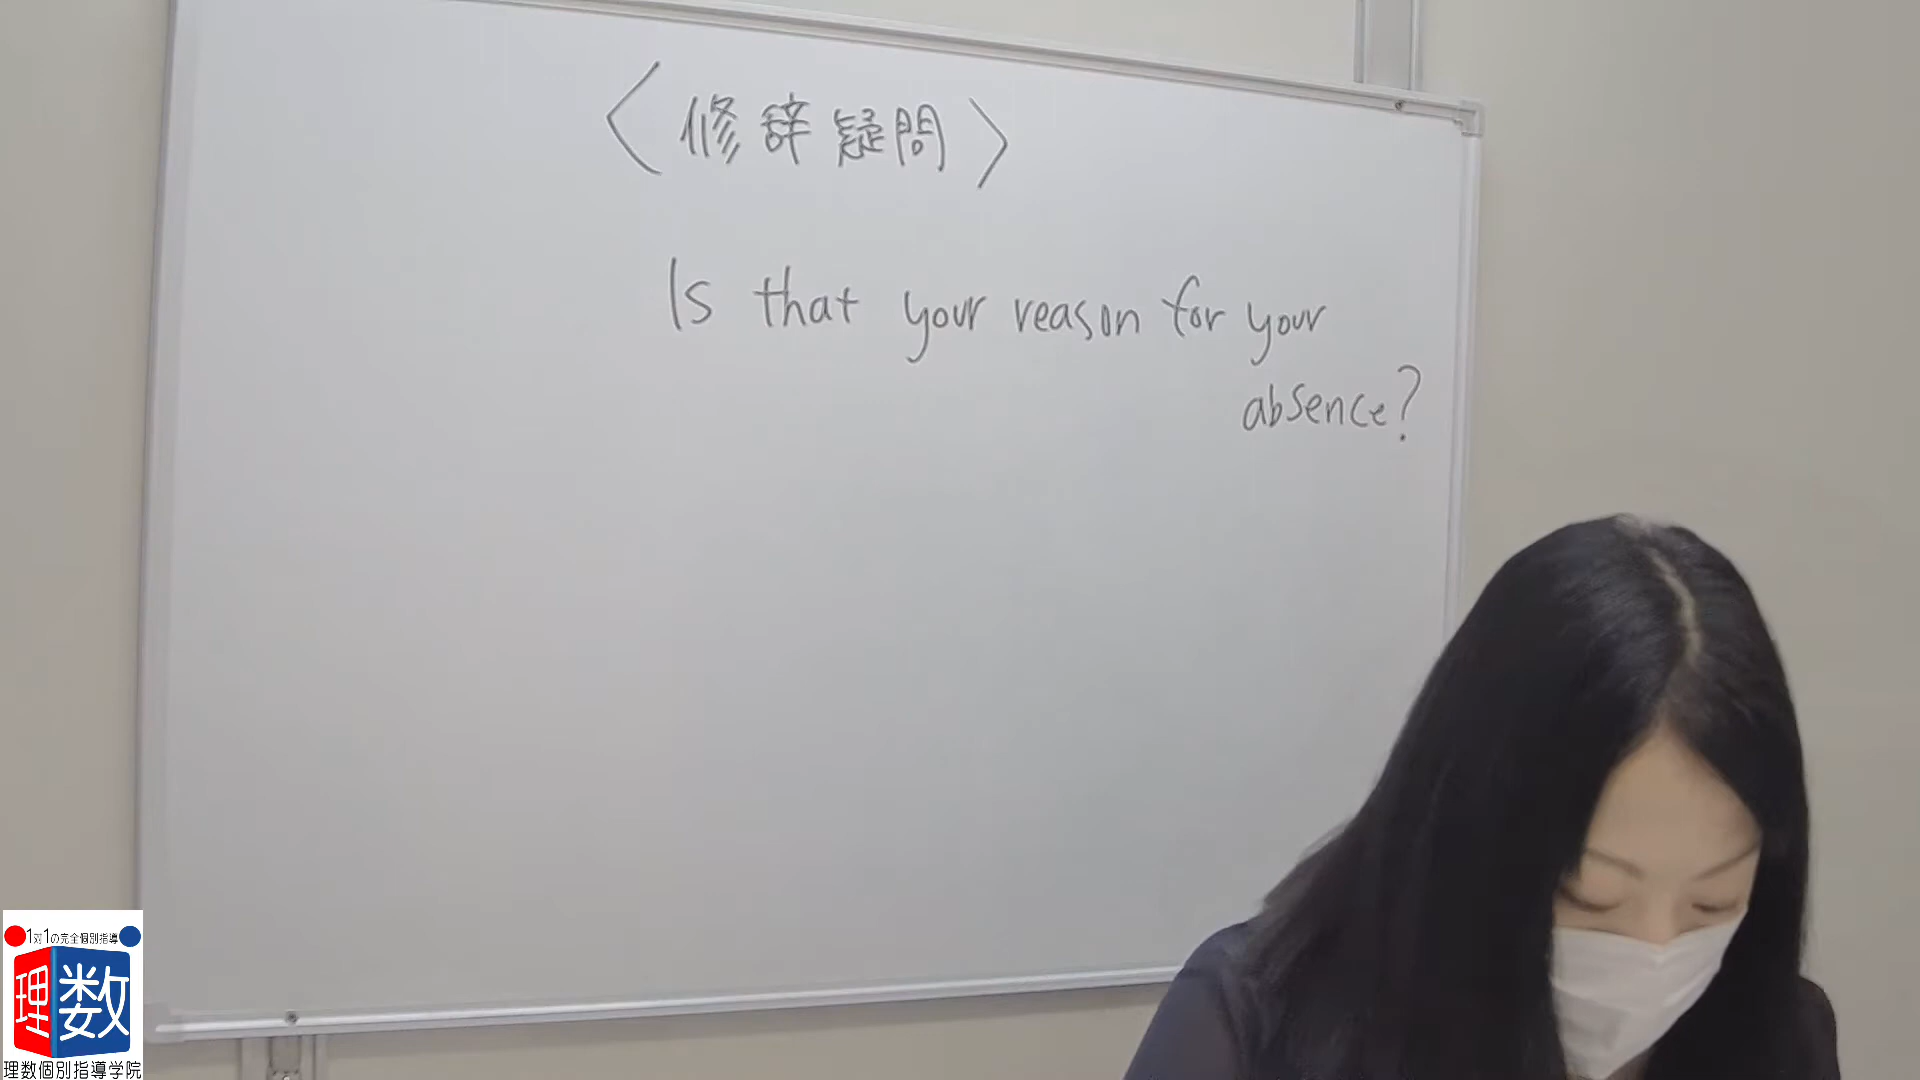 〈修辞疑問〉
Is that your reason for your
absence?
1対1の完全個別指導
理数
理数個別指導学院